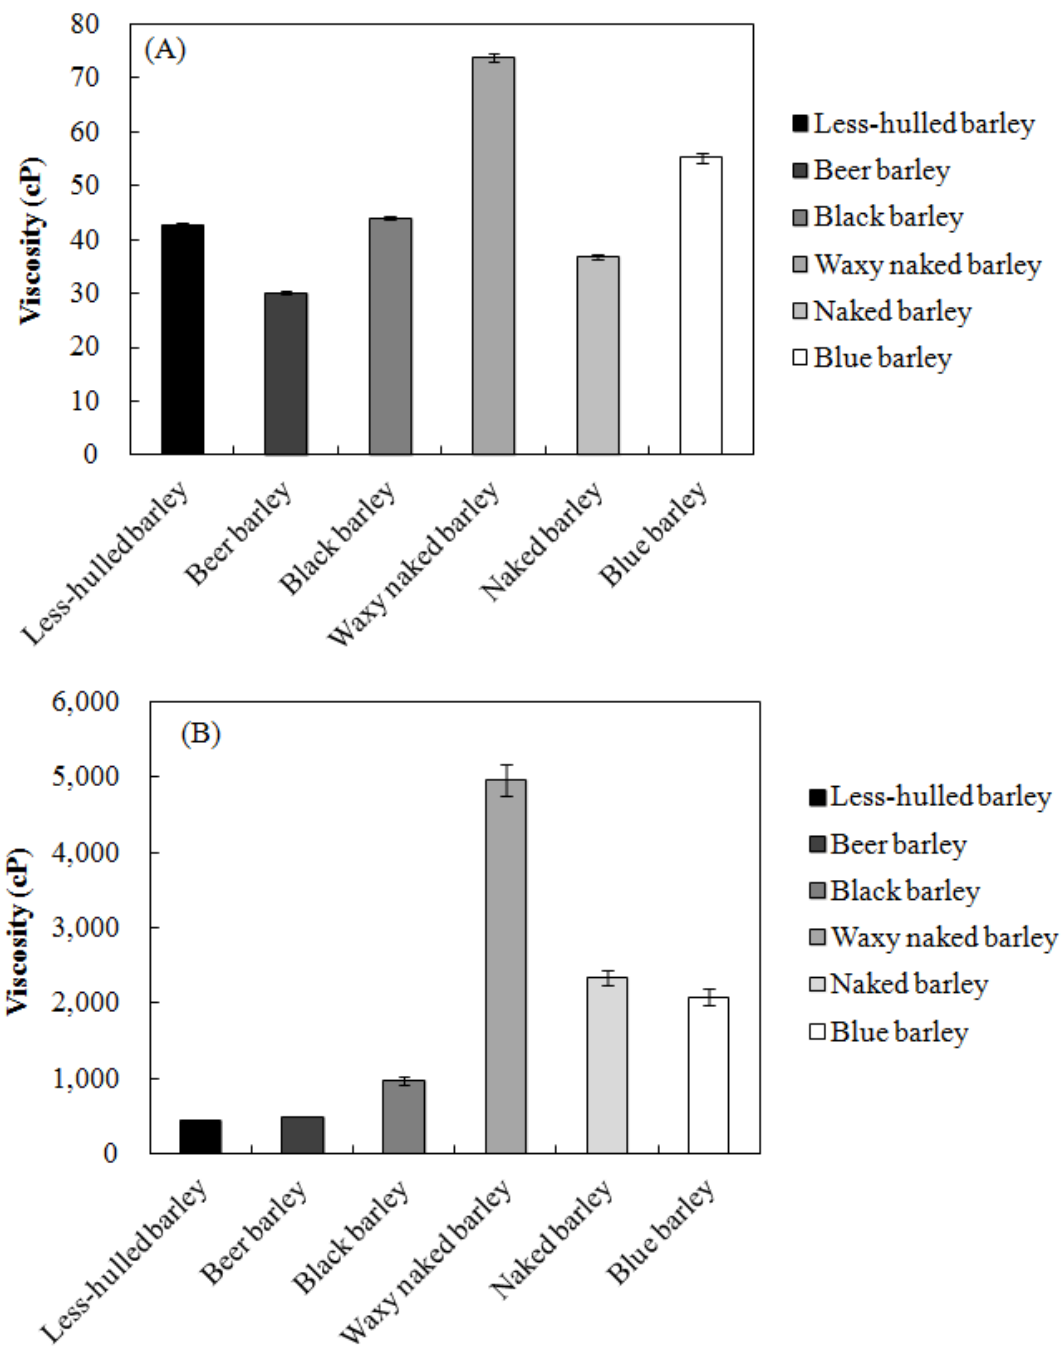 (A)
Viscosity (cP)
80
70
60
50
40
30
20
10
0
Less-hulled barley
Beer barley
Black barley
Waxy naked barley
Naked barley
Blue barley
Less-hulled barley
Beer barley
Black barley
Waxy naked barley
Naked barley
Blue barley
(B)
Viscosity (cP)
6,000
5,000
4,000
3,000
2,000
1,000
0
Less-hulled barley
Beer barley
Black barley
Waxy naked barley
Naked barley
Blue barley
Less-hulled barley
Beer barley
Black barley
Waxy naked barley
Naked barley
Blue barley